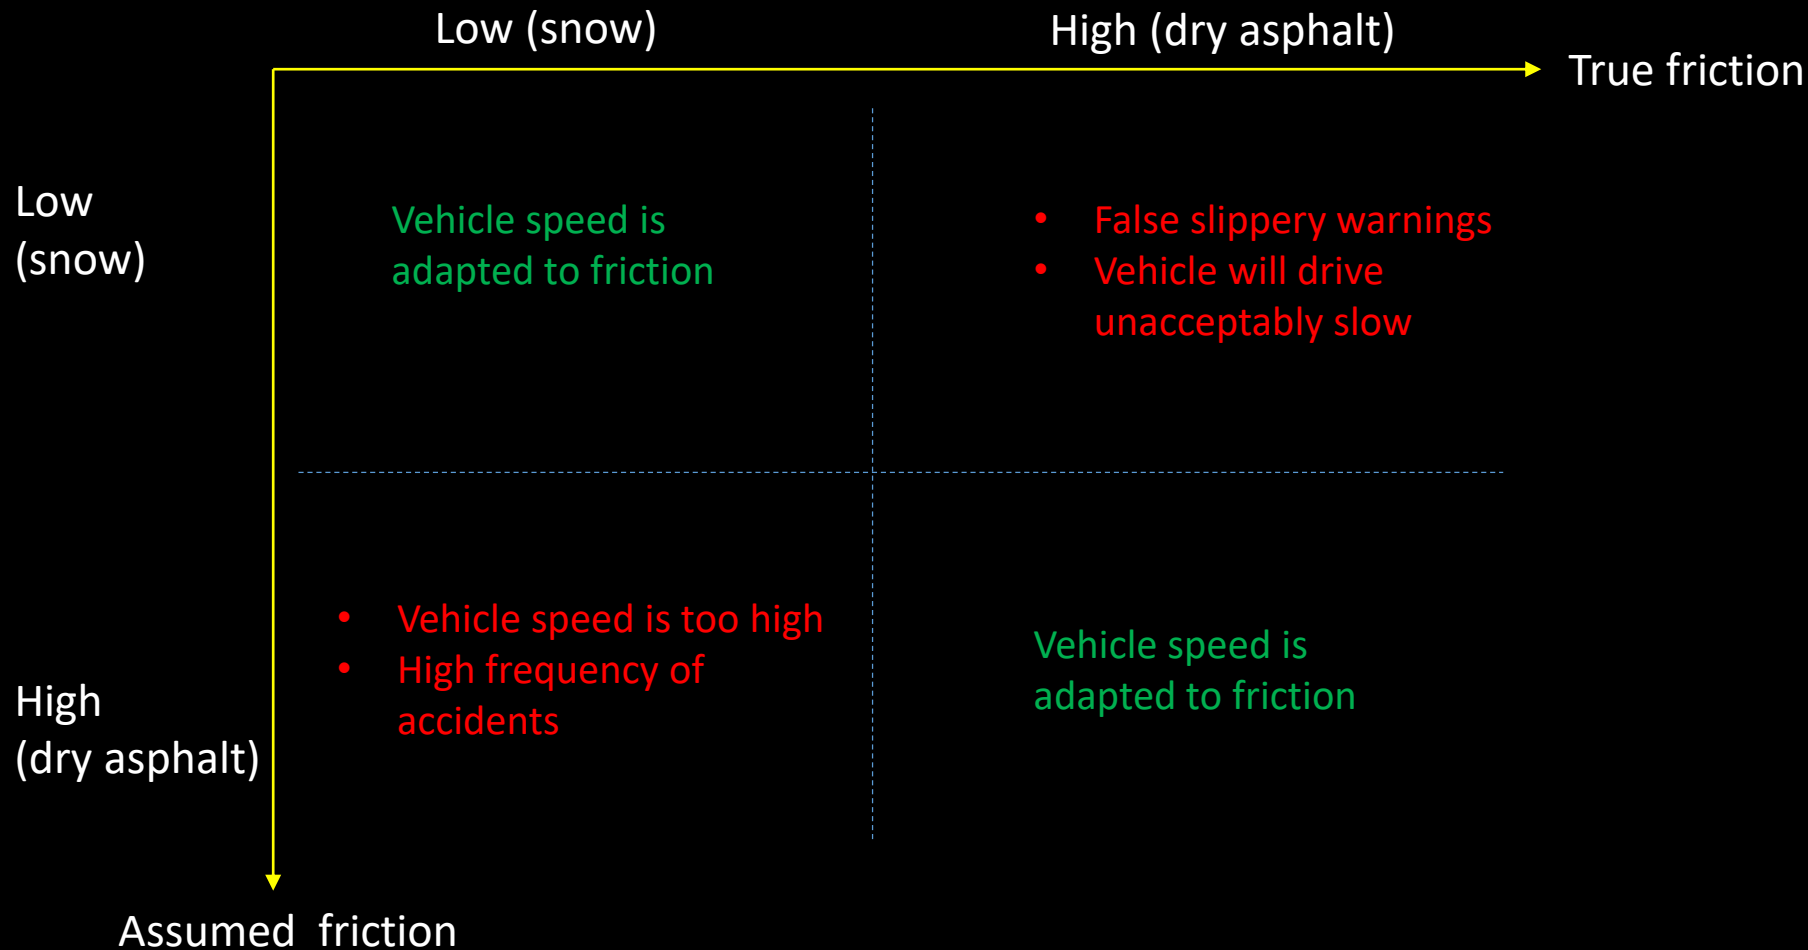 Low (snow)
High (dry asphalt)
True friction
Low
(snow)
Vehicle speed is
adapted to friction
• False slippery warnings
• Vehicle will drive
unacceptably slow
High
(dry asphalt)
• Vehicle speed is too high
• High frequency of
accidents
Vehicle speed is
adapted to friction
Assumed friction